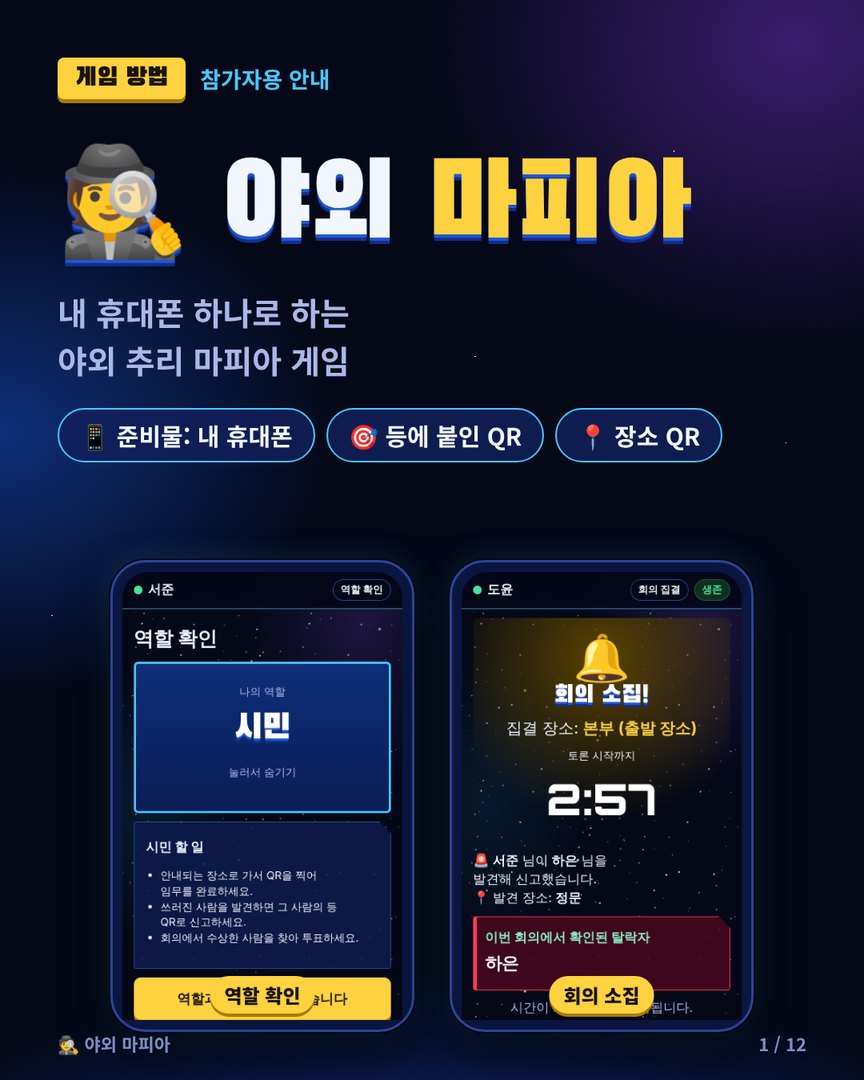 게임 방법 참가자용 안내
야외 마피아
내 휴대폰 하나로 하는
야외 추리 마피아 게임
준비물: 내 휴대폰
등에 붙인 QR
장소 QR
서준 역할 확인
역할 확인
나의 역할
시민
눌러서 숨기기
시민 할 일
• 안내되는 장소로 가서 QR을 찍어
임무를 완료하세요.
• 쓰러진 사람을 발견하면 그 사람의 등
QR로 신고하세요.
• 회의에서 수상한 사람을 찾아 투표하세요.
역할 확인
도윤 회의 집결 생존
회의 소집!
집결 장소: 본부 (출발 장소)
토론 시작까지
2:57
서준 님이 하은 님을
발견해 신고했습니다.
발견 장소: 정문
이번 회의에서 확인된 탈락자
하은
시간이
회의 소집
야외 마피아
1 / 12